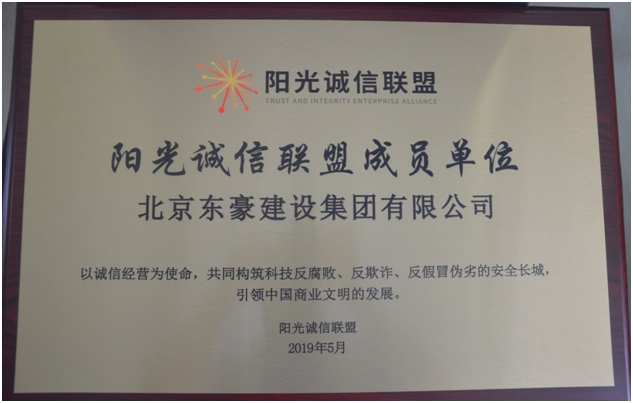 阳光诚信联盟
TRUST AND INTEGRITY ENTERPRISE ALLIANCE
阳光诚信联盟成员单位
北京东豪建设集团有限公司
以诚信经营为使命，共同构筑科技反腐败、反欺诈、反假冒伪劣的安全长城，
引领中国商业文明的发展。
阳光诚信联盟
2019年5月